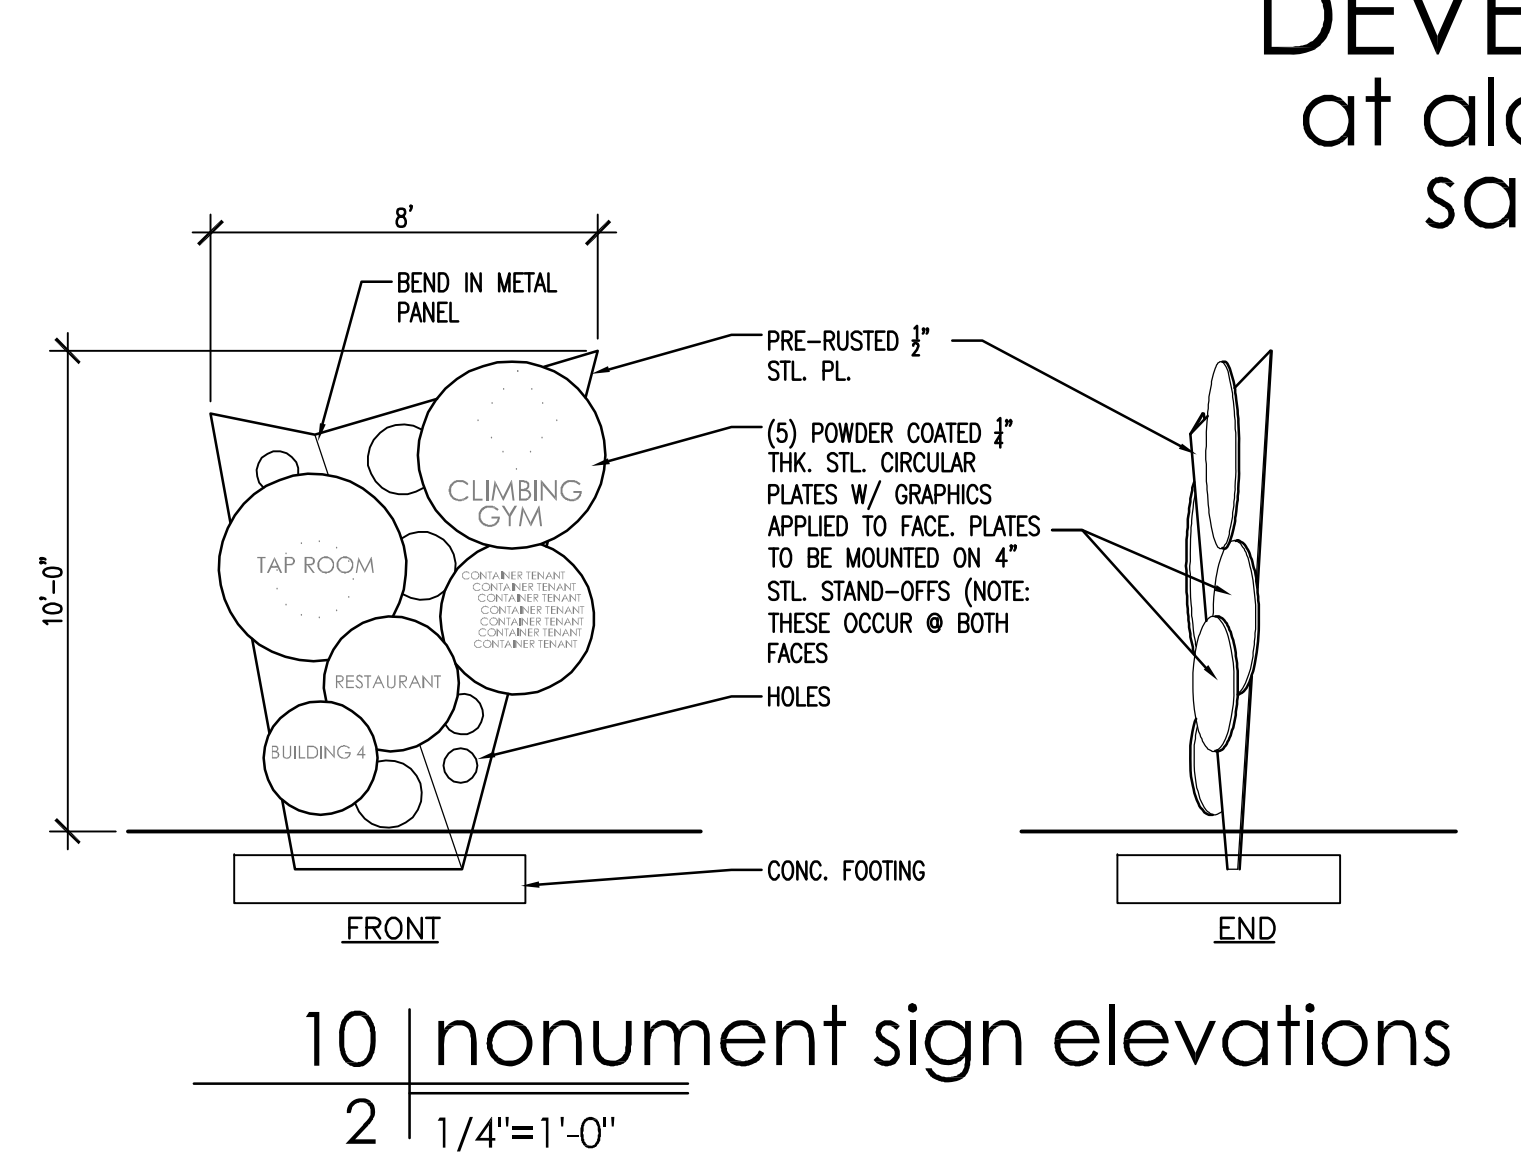 DEVE
at alo
sa
8'
BEND IN METAL
PANEL
PRE-RUSTED ½"
STL. PL.
(5) POWDER COATED ¼"
THK. STL. CIRCULAR
PLATES W/ GRAPHICS
APPLIED TO FACE. PLATES
TO BE MOUNTED ON 4"
STL. STAND-OFFS (NOTE:
THESE OCCUR @ BOTH
FACES
HOLES
CONC. FOOTING
10'-0"
CLIMBING
GYM
TAP ROOM
CONTAINER TENANT
CONTAINER TENANT
CONTAINER TENANT
CONTAINER TENANT
CONTAINER TENANT
CONTAINER TENANT
CONTAINER TENANT
RESTAURANT
BUILDING 4
FRONT
END
10
nonument sign elevations
2
1/4"=1'-0"